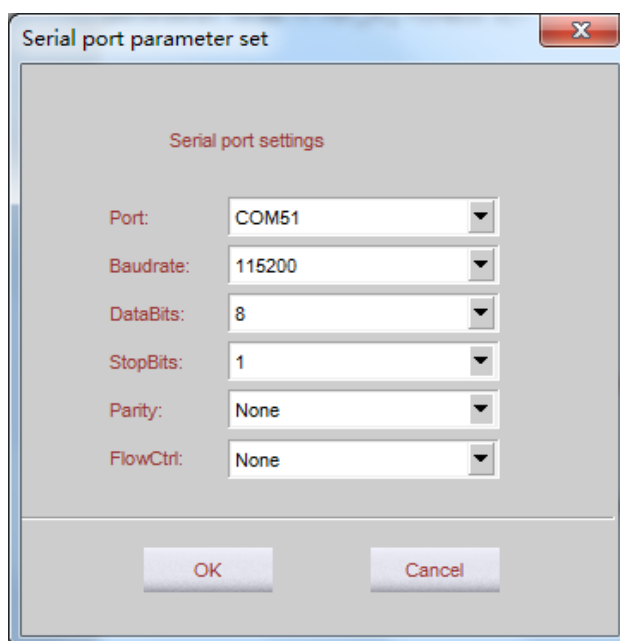 Serial port parameter set
Serial port settings
Port: COM51
Baudrate: 115200
DataBits: 8
StopBits: 1
Parity: None
FlowCtrl: None
OK Cancel